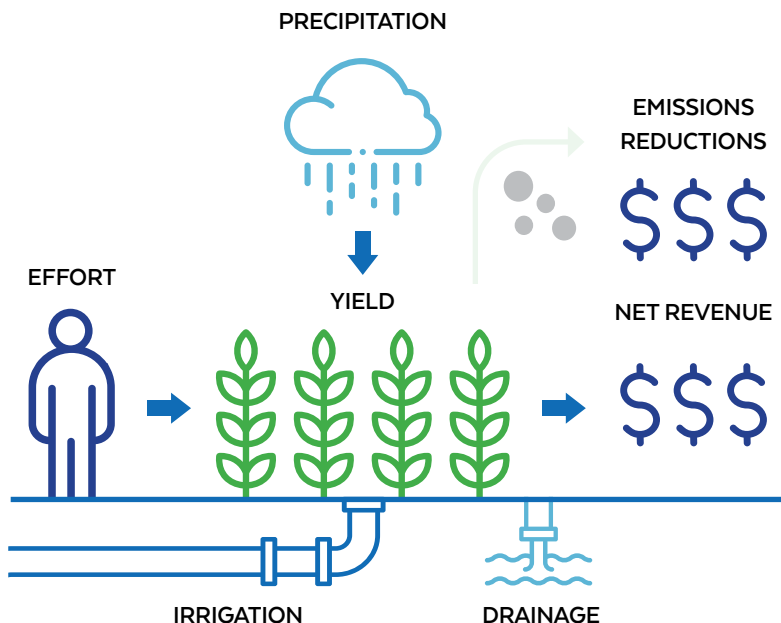 PRECIPITATION
EMISSIONS
REDUCTIONS
$ $ $
EFFORT
YIELD
NET REVENUE
$ $ $
IRRIGATION
DRAINAGE